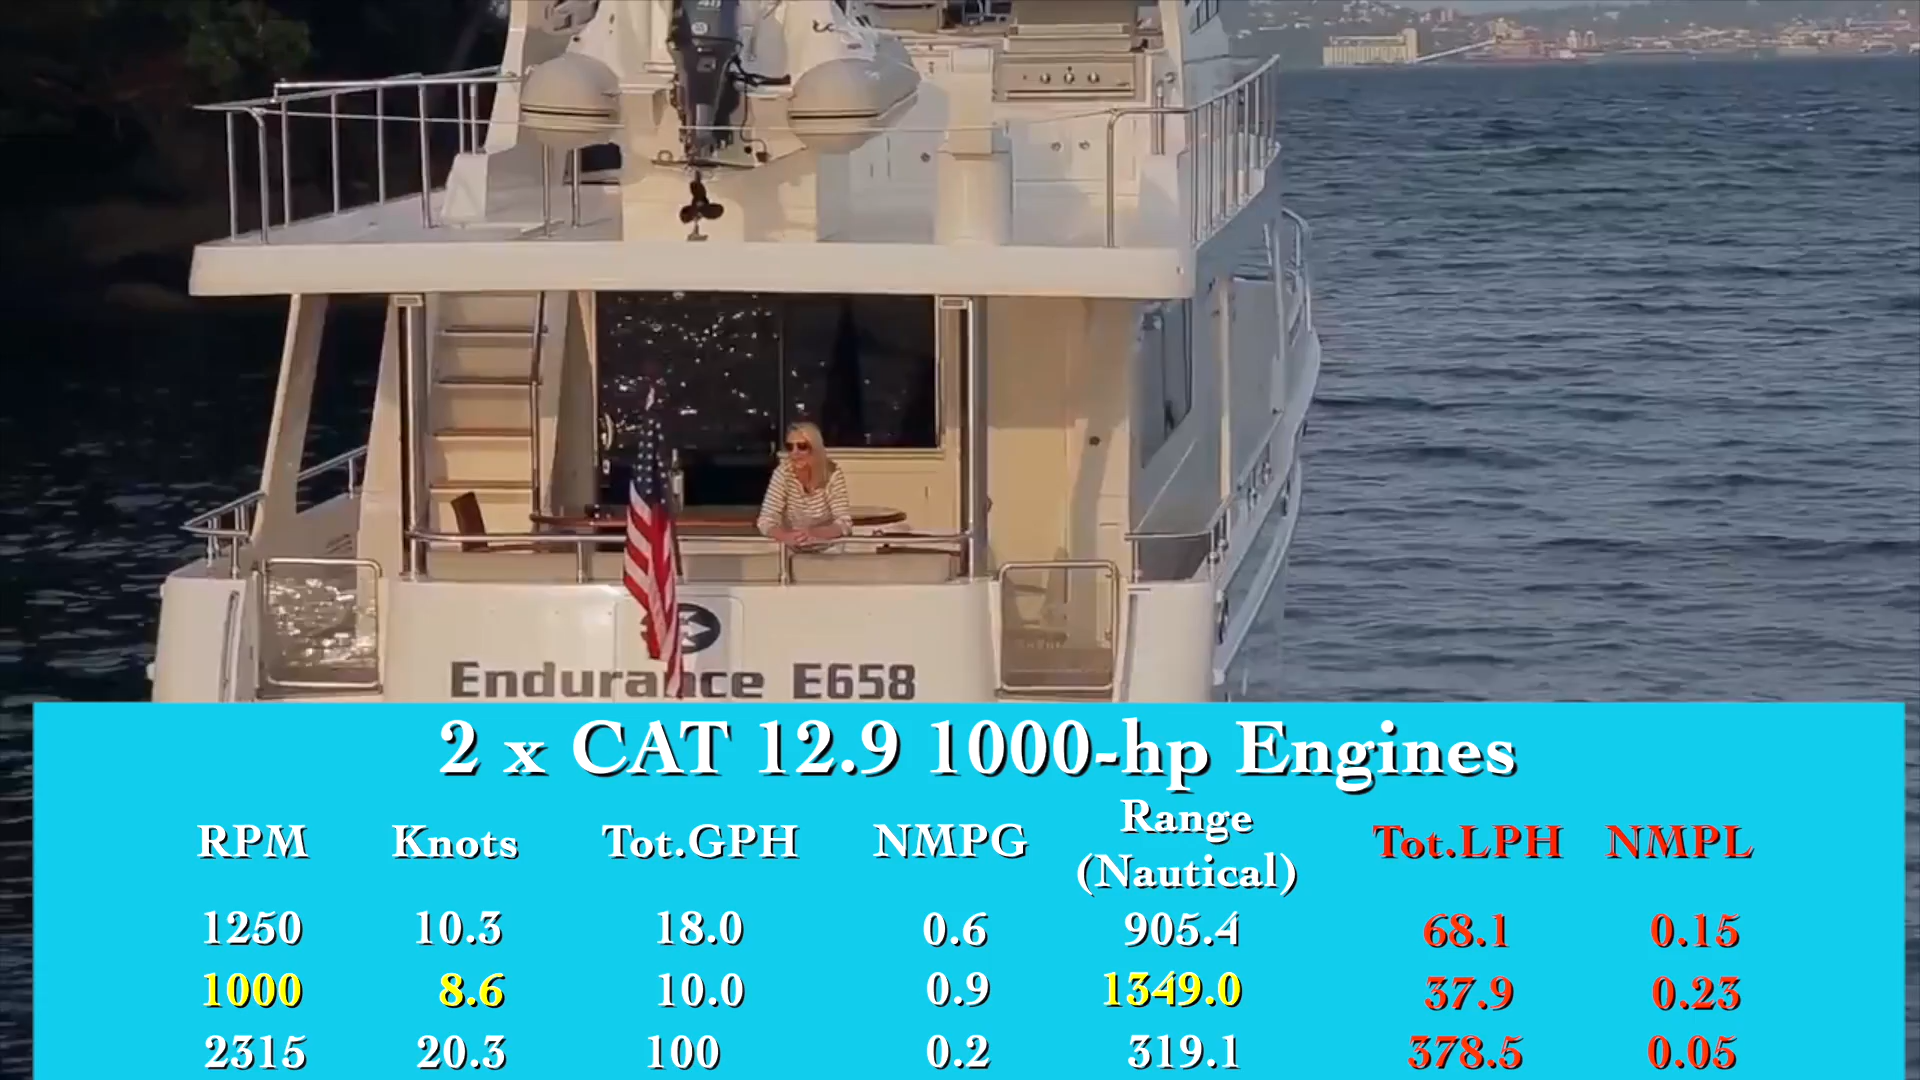 Endurance E658
2 x CAT 12.9 1000-hp Engines
RPM Knots Tot.GPH NMPG Range (Nautical) Tot.LPH NMPL
1250 10.3 18.0 0.6 905.4 68.1 0.15
1000 8.6 10.0 0.9 1349.0 37.9 0.23
2315 20.3 100 0.2 319.1 378.5 0.05